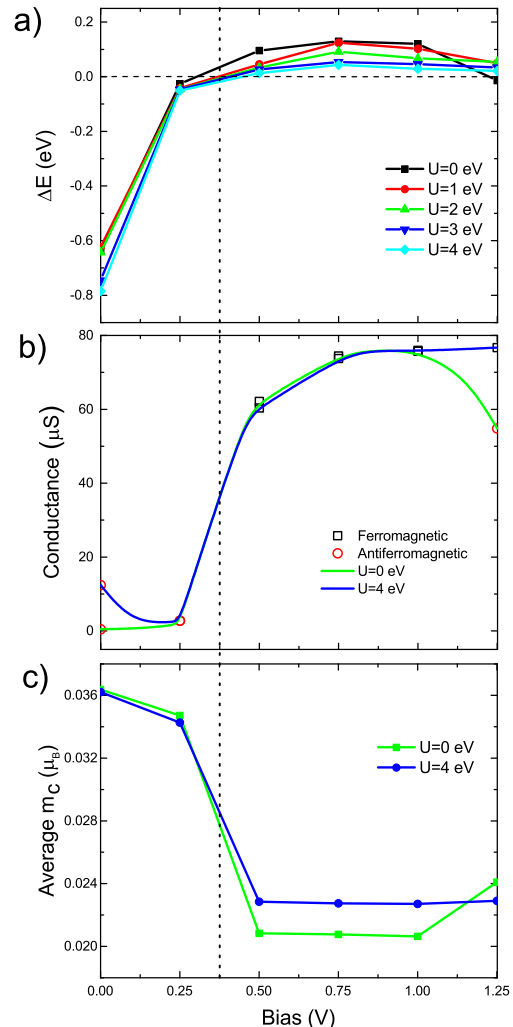 a)
0.2
0.0
-0.2
-0.4
-0.6
-0.8
ΔE (eV)
U=0 eV
U=1 eV
U=2 eV
U=3 eV
U=4 eV
b)
80
60
40
20
0
Conductance (μS)
Ferromagnetic
Antiferromagnetic
U=0 eV
U=4 eV
c)
0.036
0.032
0.028
0.024
0.020
Average m_C (μ_B)
U=0 eV
U=4 eV
0.00 0.25 0.50 0.75 1.00 1.25
Bias (V)